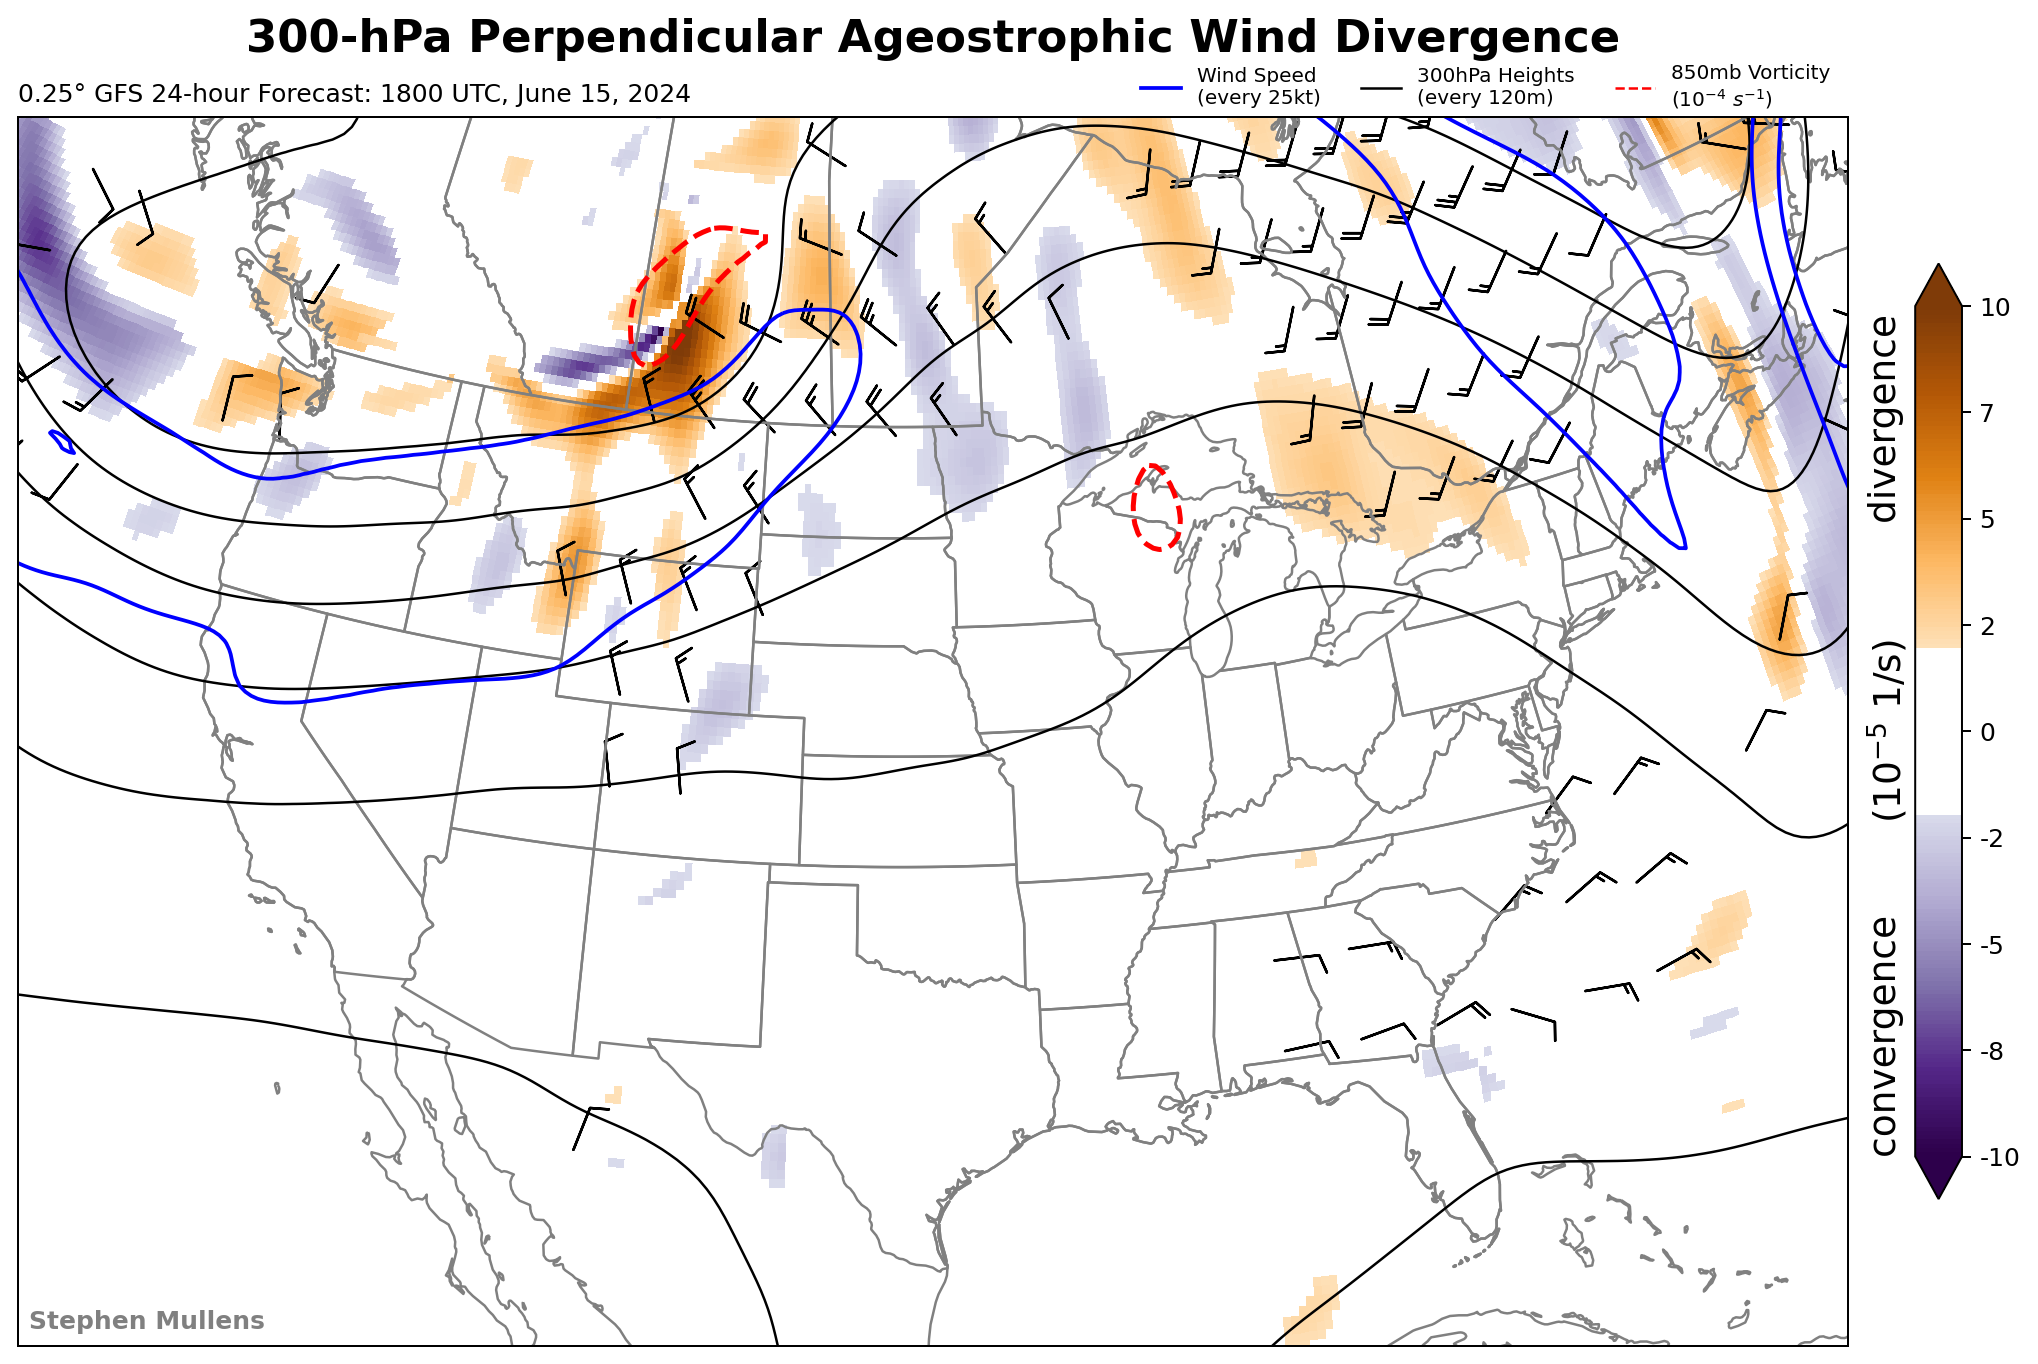 300-hPa Perpendicular Ageostrophic Wind Divergence
0.25° GFS 24-hour Forecast: 1800 UTC, June 15, 2024
Wind Speed
(every 25kt)
300hPa Heights
(every 120m)
850mb Vorticity
(10⁻⁴ s⁻¹)
10
7
5
2
0
-2
-5
-8
-10
convergence (10⁻⁵ 1/s) divergence
Stephen Mullens